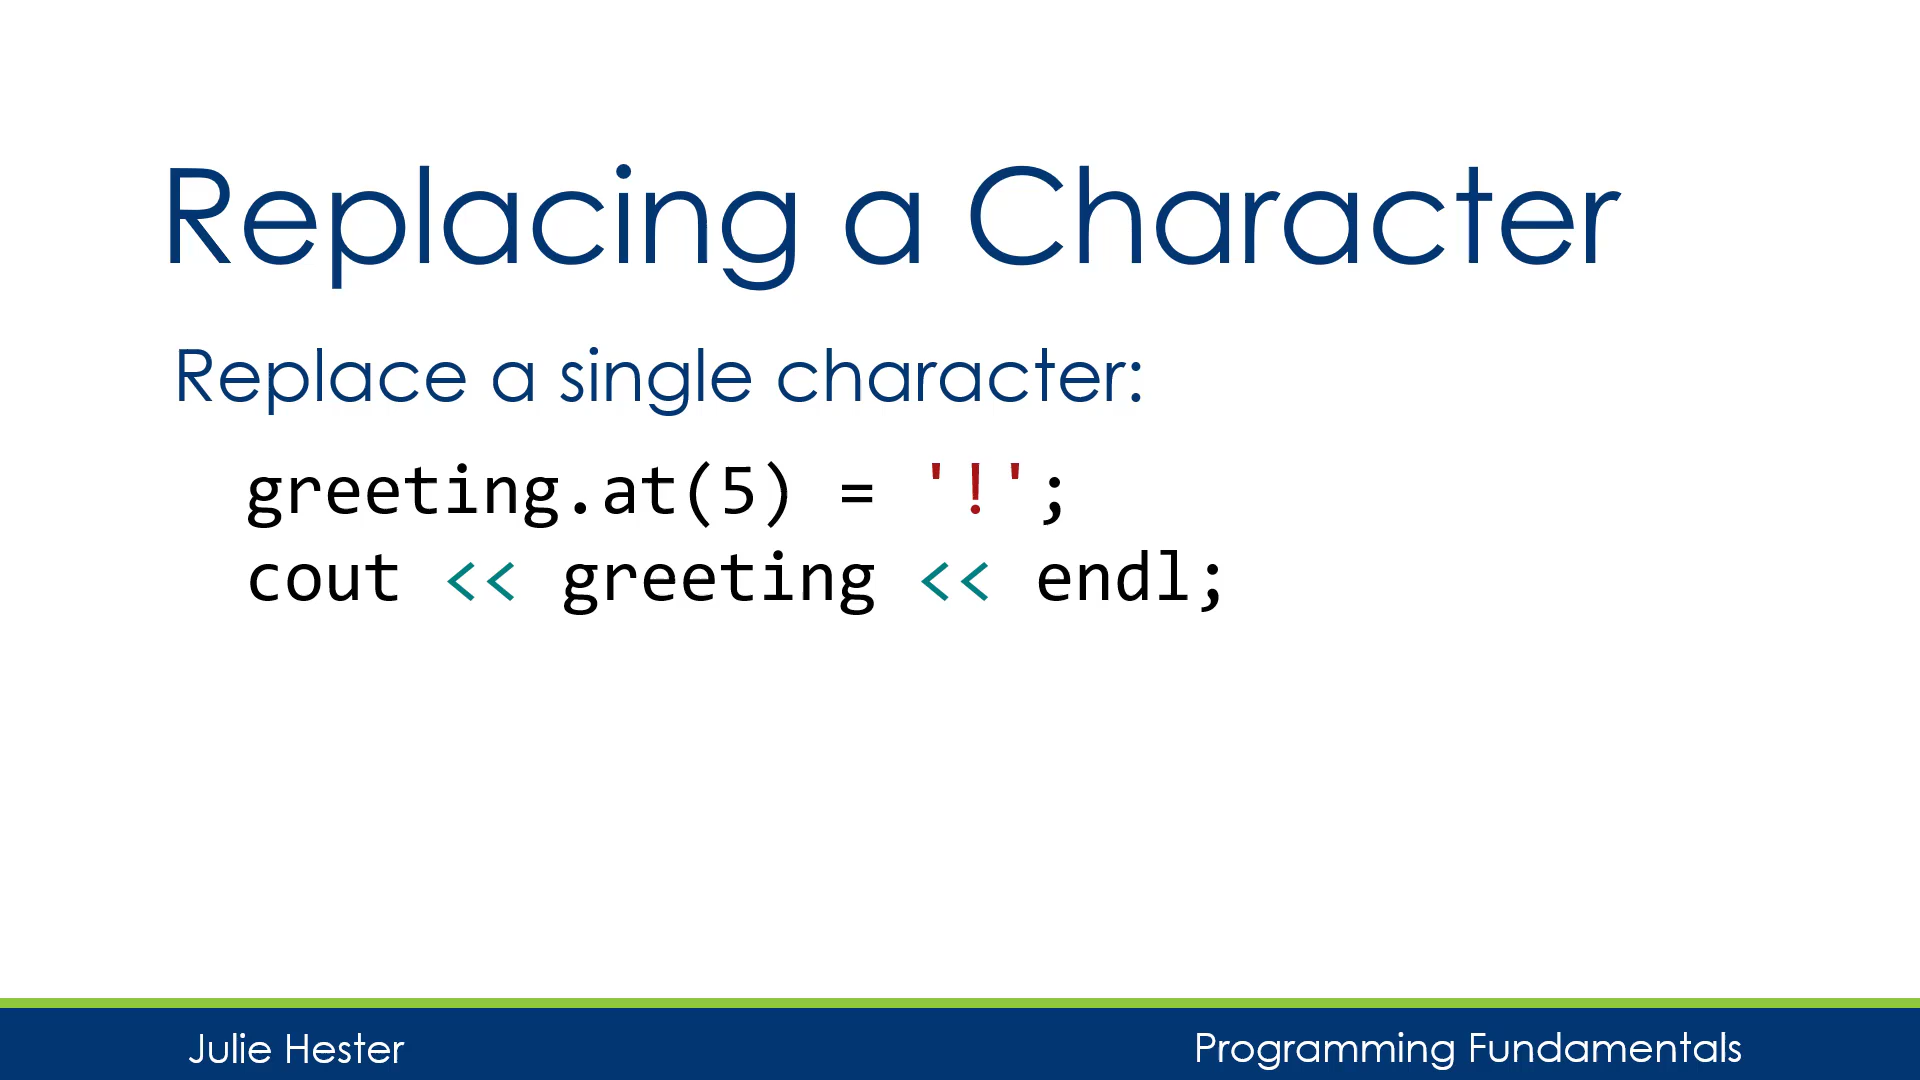 Replacing a Character
Replace a single character:
greeting.at(5) = '!';
cout << greeting << endl;
Julie Hester
Programming Fundamentals